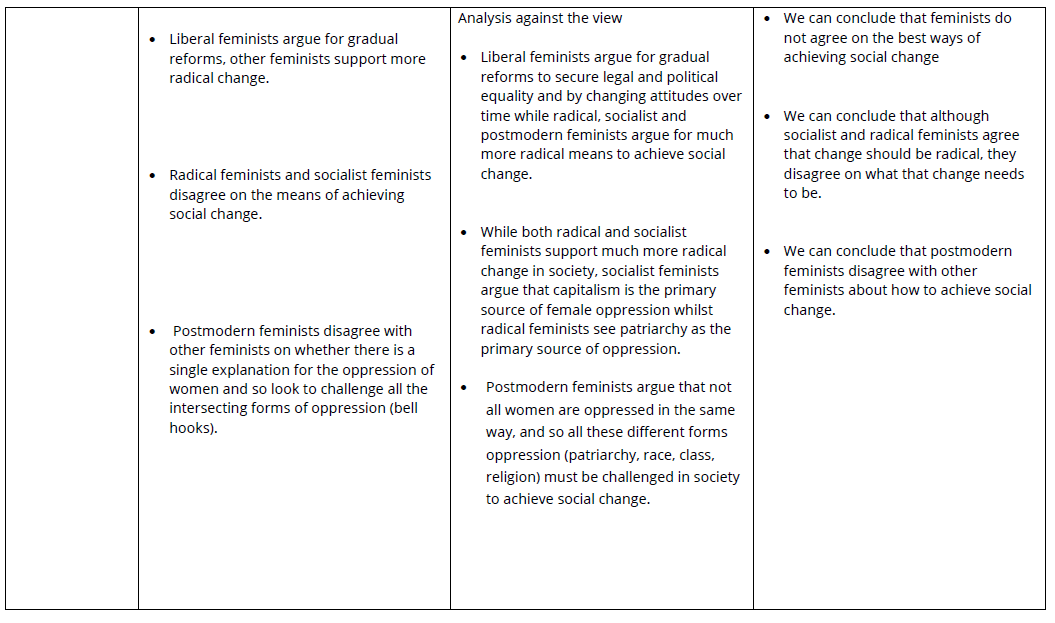 Liberal feminists argue for gradual
reforms, other feminists support more
radical change.
Radical feminists and socialist feminists
disagree on the means of achieving
social change.
Postmodern feminists disagree with
other feminists on whether there is a
single explanation for the oppression of
women and so look to challenge all the
intersecting forms of oppression (bell
hooks).
Analysis against the view
Liberal feminists argue for gradual
reforms to secure legal and political
equality and by changing attitudes over
time while radical, socialist and
postmodern feminists argue for much
more radical means to achieve social
change.
While both radical and socialist
feminists support much more radical
change in society, socialist feminists
argue that capitalism is the primary
source of female oppression whilst
radical feminists see patriarchy as the
primary source of oppression.
Postmodern feminists argue that not
all women are oppressed in the same
way, and so all these different forms
oppression (patriarchy, race, class,
religion) must be challenged in society
to achieve social change.
We can conclude that feminists do
not agree on the best ways of
achieving social change
We can conclude that although
socialist and radical feminists agree
that change should be radical, they
disagree on what that change needs
to be.
We can conclude that postmodern
feminists disagree with other
feminists about how to achieve social
change.